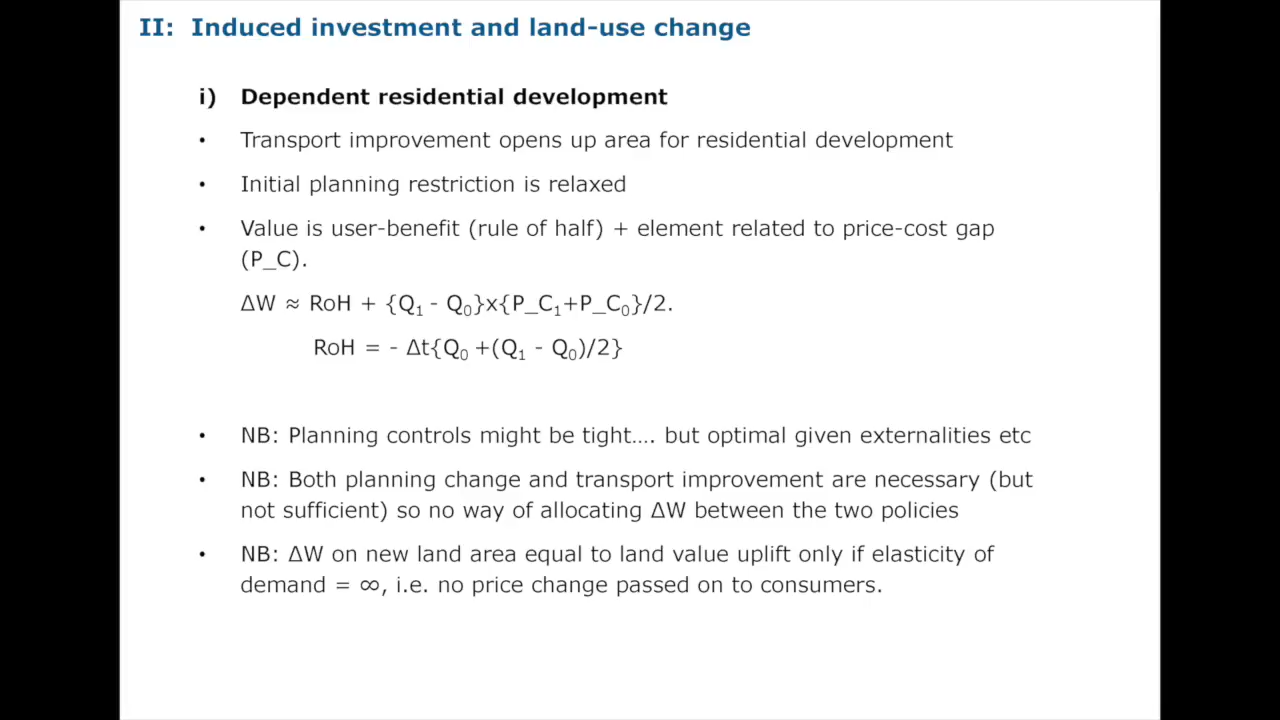 II: Induced investment and land-use change
i) Dependent residential development
• Transport improvement opens up area for residential development
• Initial planning restriction is relaxed
• Value is user-benefit (rule of half) + element related to price-cost gap
(P_C).
ΔW ≈ RoH + {Q₁ - Q₀}x{P_C₁+P_C₀}/2.
RoH = - Δt{Q₀ +(Q₁ - Q₀)/2}
• NB: Planning controls might be tight…. but optimal given externalities etc
• NB: Both planning change and transport improvement are necessary (but
not sufficient) so no way of allocating ΔW between the two policies
• NB: ΔW on new land area equal to land value uplift only if elasticity of
demand = ∞, i.e. no price change passed on to consumers.